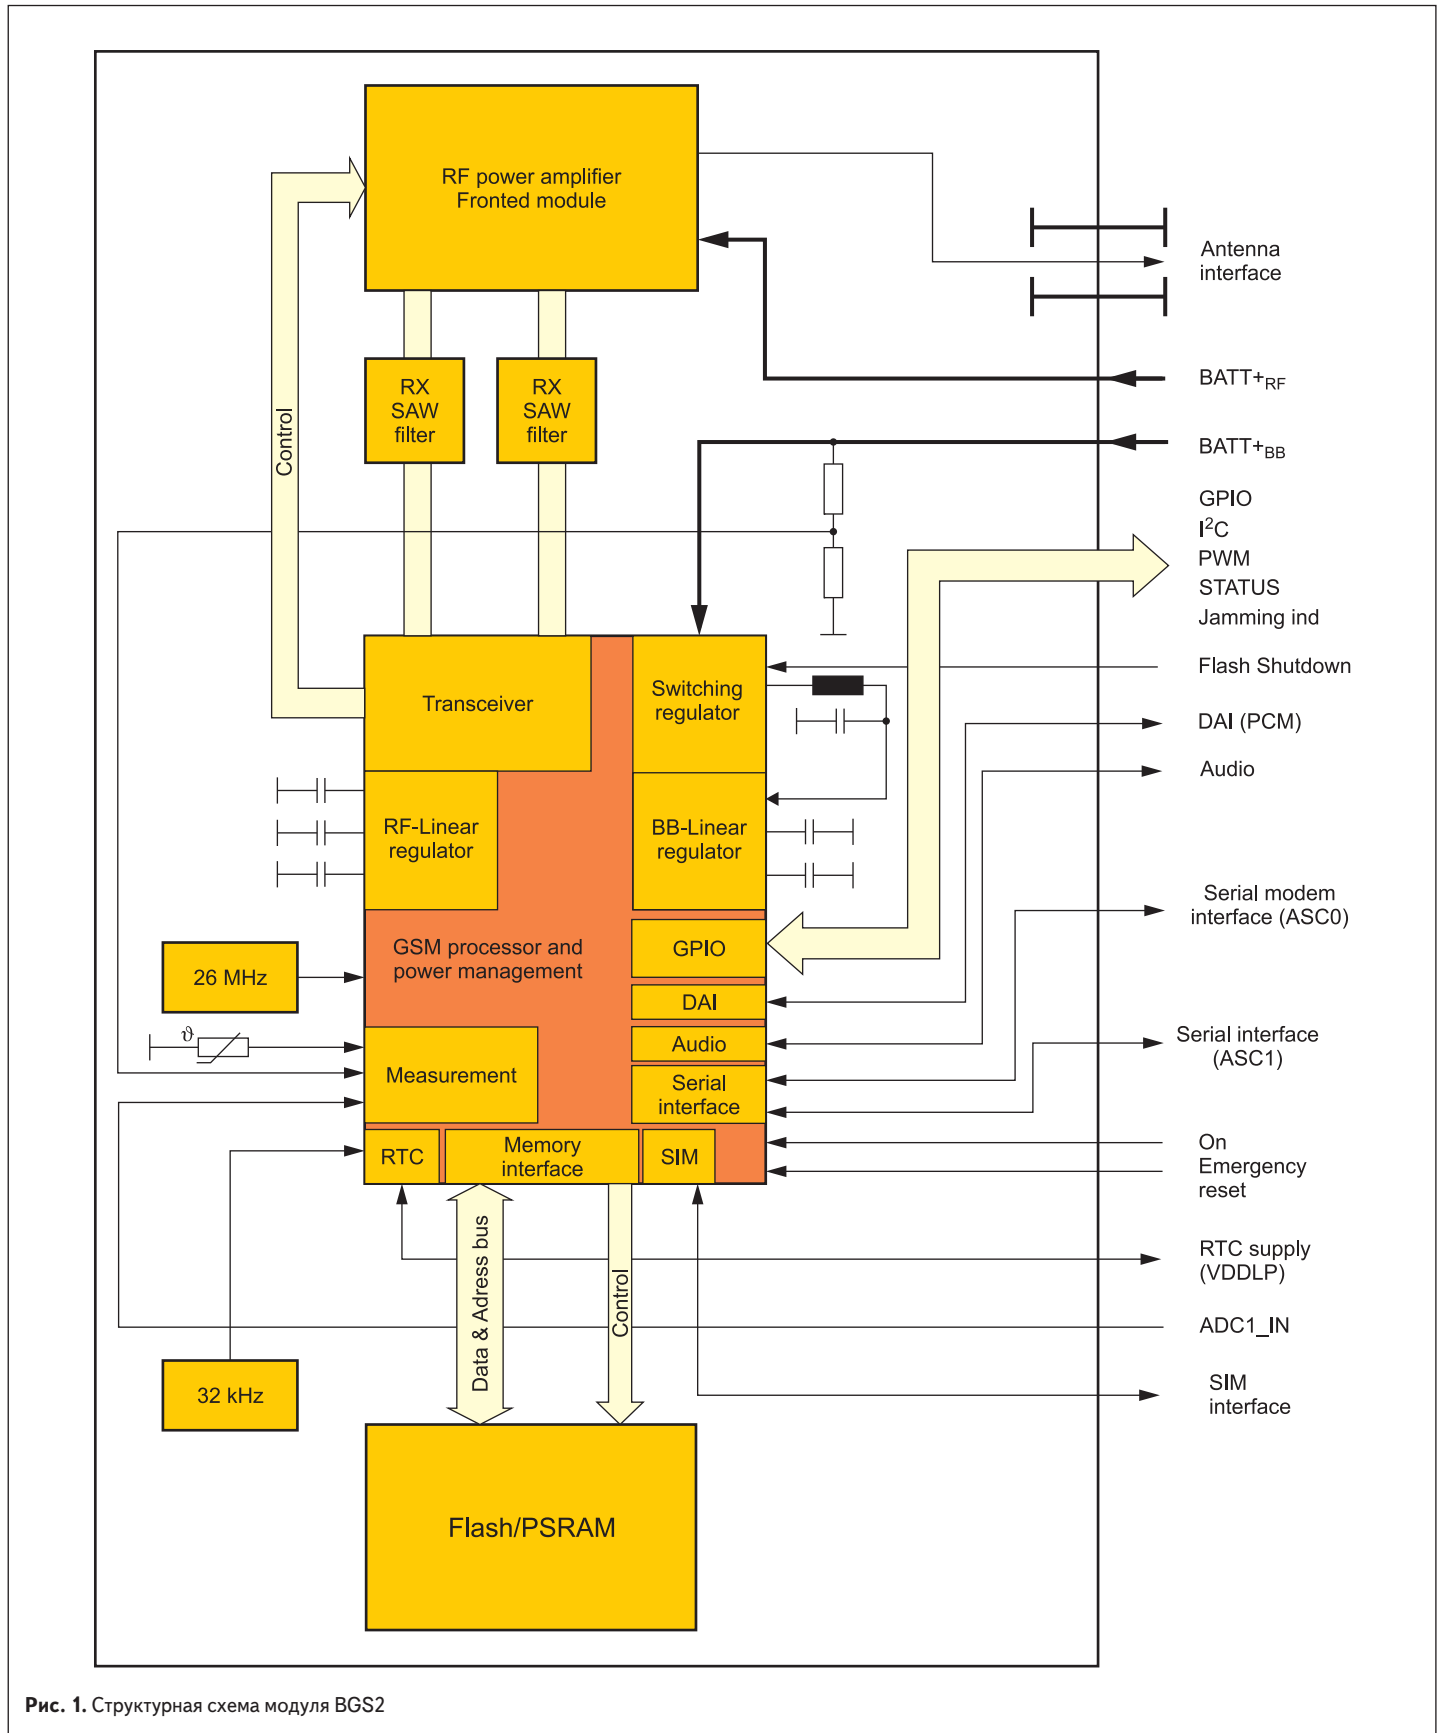 RF power amplifier
Fronted module
Antenna
interface
RX
SAW
filter
RX
SAW
filter
Control
BATT+RF
BATT+BB
GPIO
I²C
PWM
STATUS
Jamming ind
Flash Shutdown
Transceiver
Switching
regulator
DAI (PCM)
Audio
RF-Linear
regulator
BB-Linear
regulator
Serial modem
interface (ASC0)
GSM processor and
power management
GPIO
26 MHz
DAI
ϑ
Audio
Serial interface
(ASC1)
Measurement
Serial
interface
On
Emergency
reset
RTC
Memory
interface
SIM
Data & Adress bus
Control
RTC supply
(VDDLP)
ADC1_IN
32 kHz
SIM
interface
Flash/PSRAM
Рис. 1. Структурная схема модуля BGS2